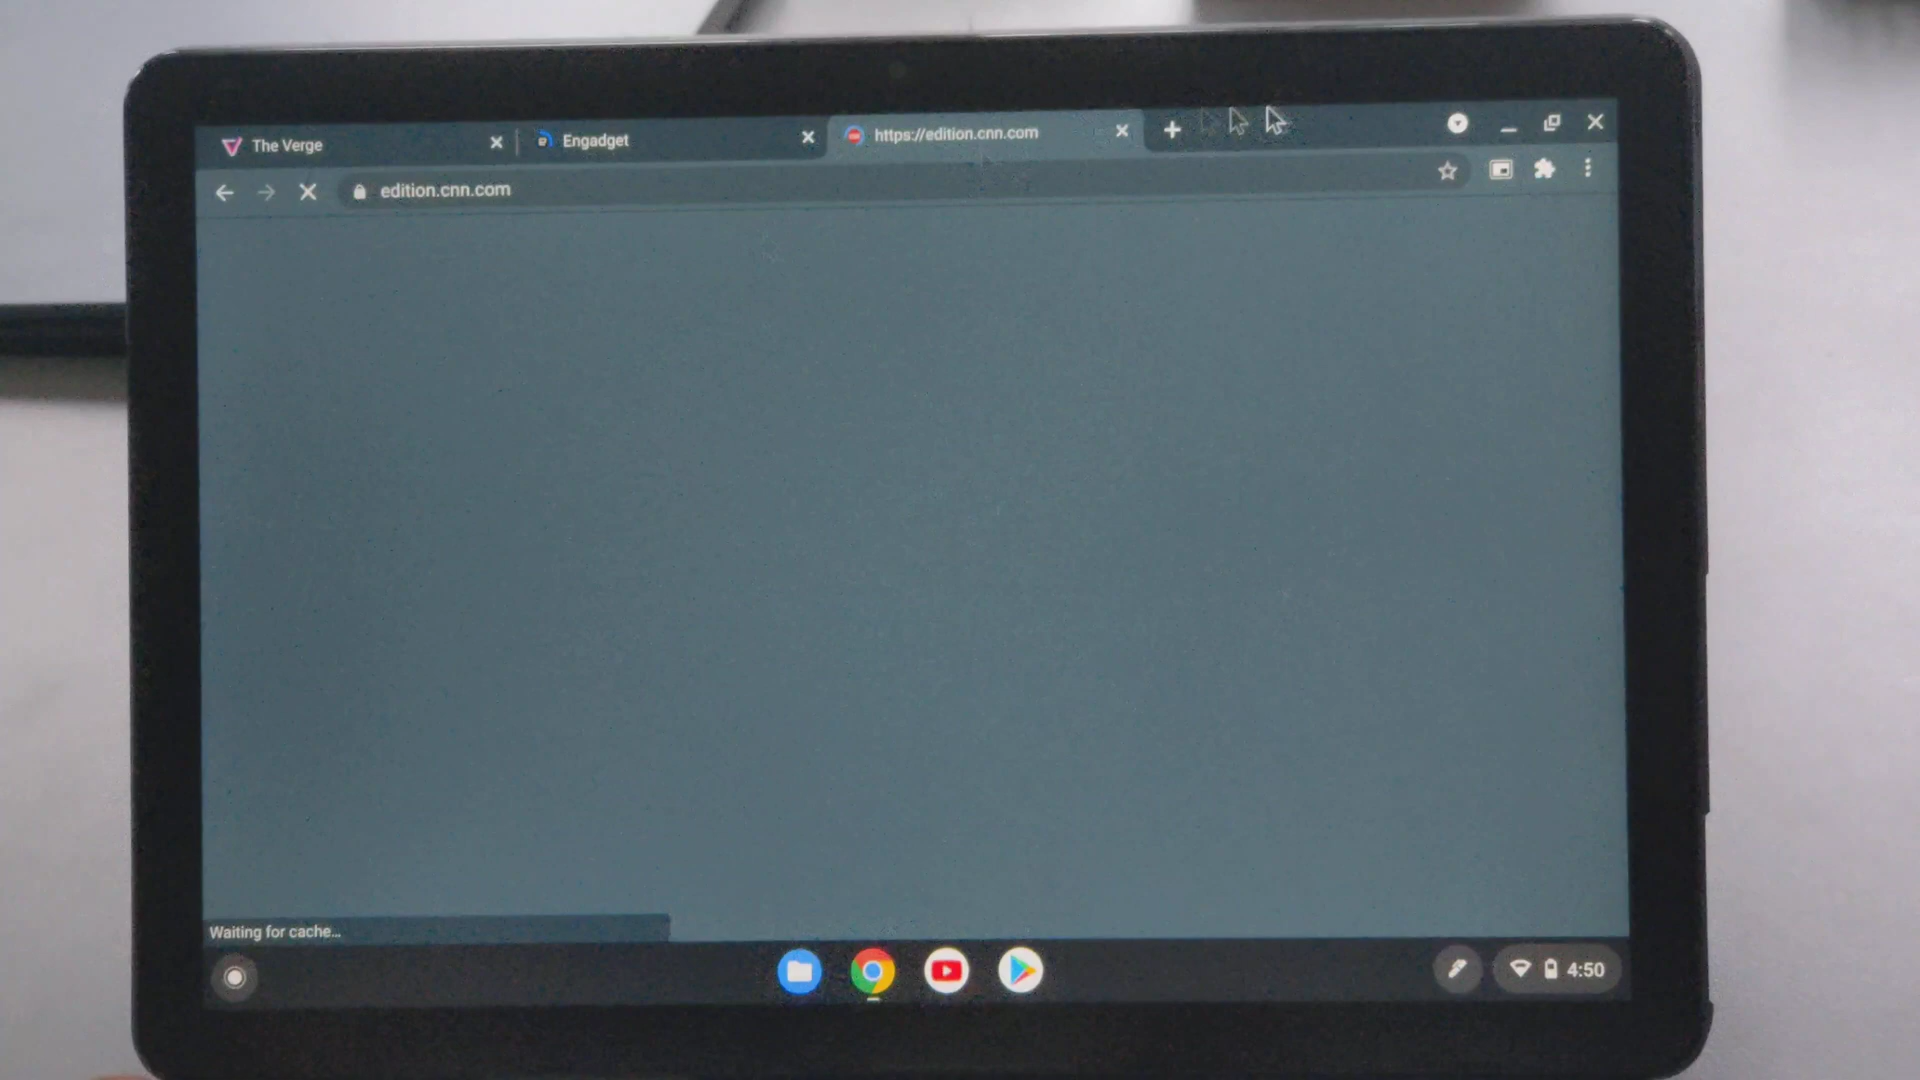 The Verge
Engadget
https://edition.cnn.com
edition.cnn.com
Waiting for cache...
4:50